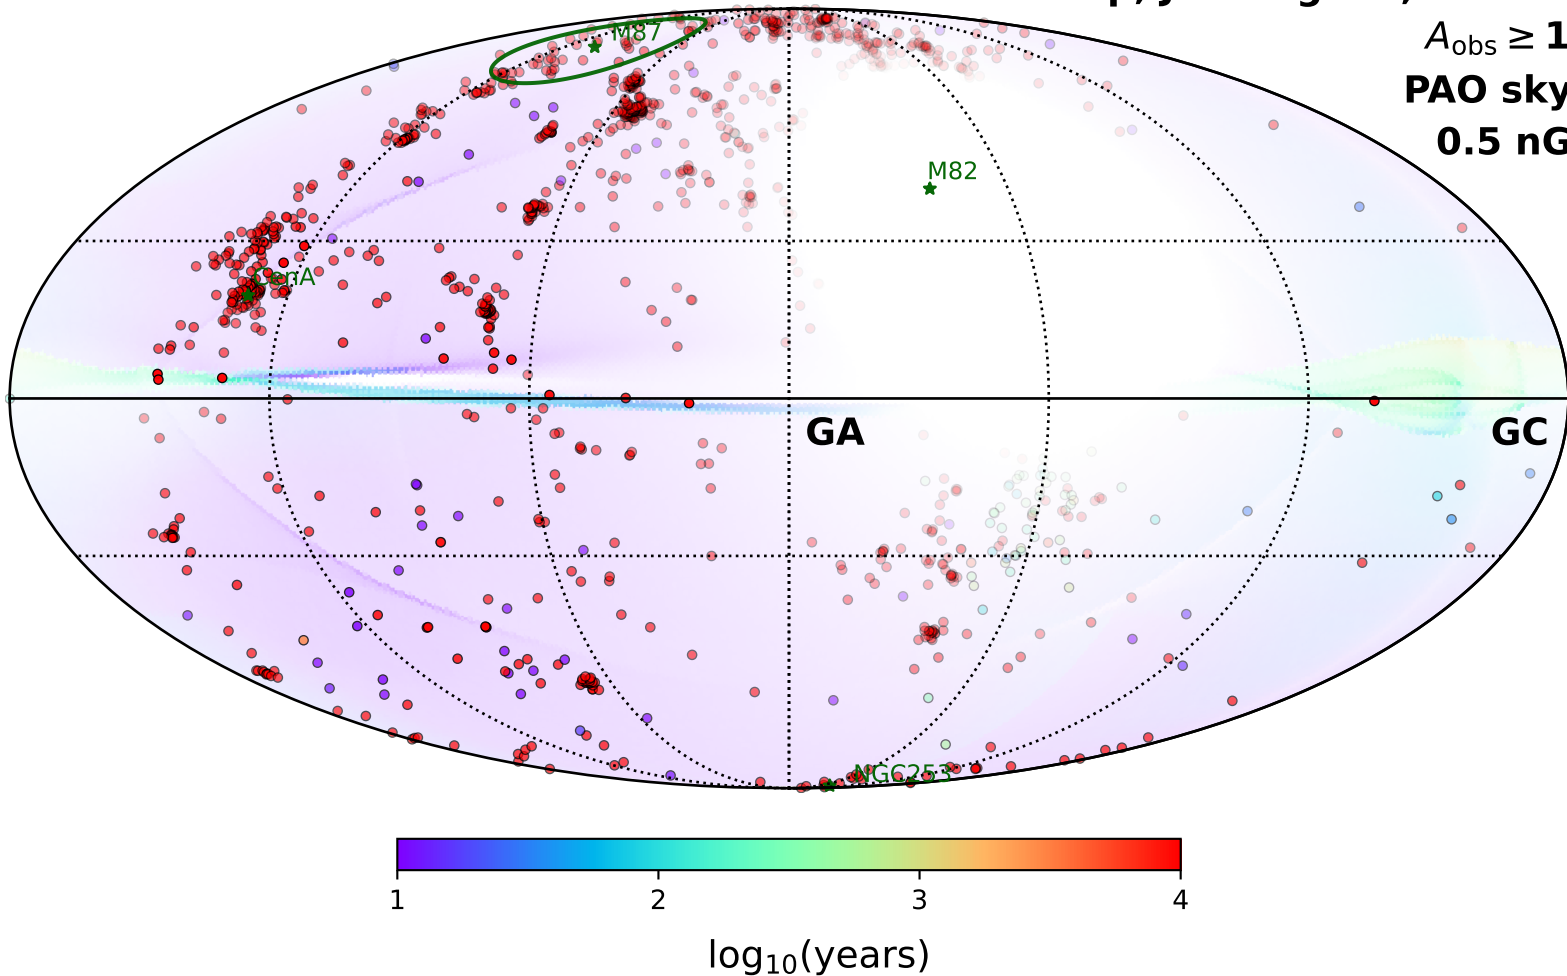 A_obs ≥ 1
PAO sky
0.5 nG
M87
M82
CenA
GA
GC
NGC253
1 2 3 4
log₁₀(years)